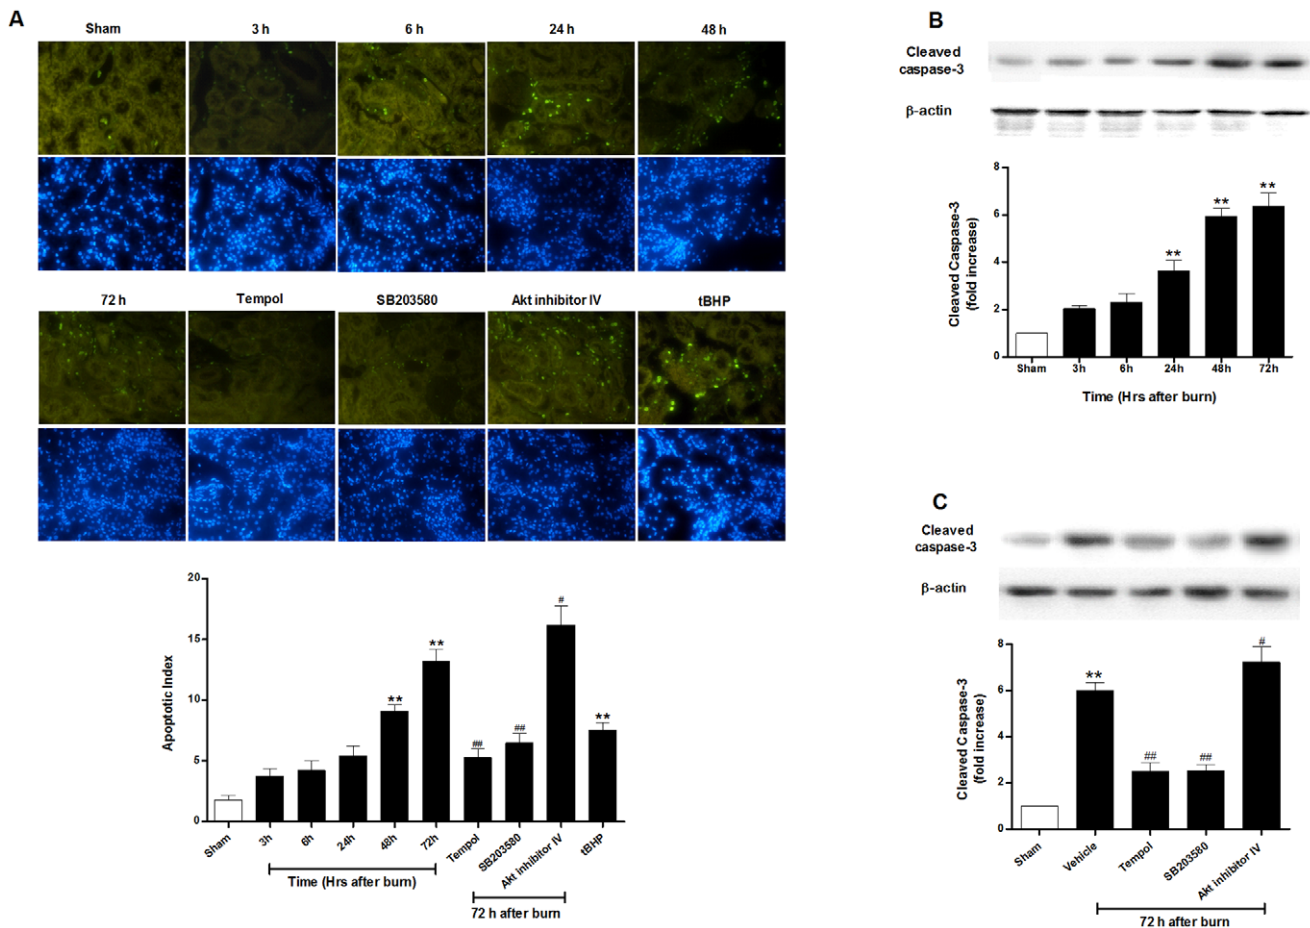 A
Sham 3 h 6 h 24 h 48 h
72 h Tempol SB203580 Akt inhibitor IV tBHP
20
15
10
5
0
Apoptotic Index
** ** ## ## # **
Sham 3h 6h 24h 48h 72h Tempol SB203580 Akt inhibitor IV tBHP
Time (Hrs after burn)
72 h after burn
B
Cleaved
caspase-3
β-actin
8
6
4
2
0
Cleaved Caspase-3
(fold increase)
** ** **
Sham 3h 6h 24h 48h 72h
Time (Hrs after burn)
C
Cleaved
caspase-3
β-actin
8
6
4
2
0
Cleaved Caspase-3
(fold increase)
** ## ## #
Sham Vehicle Tempol SB203580 Akt inhibitor IV
72 h after burn